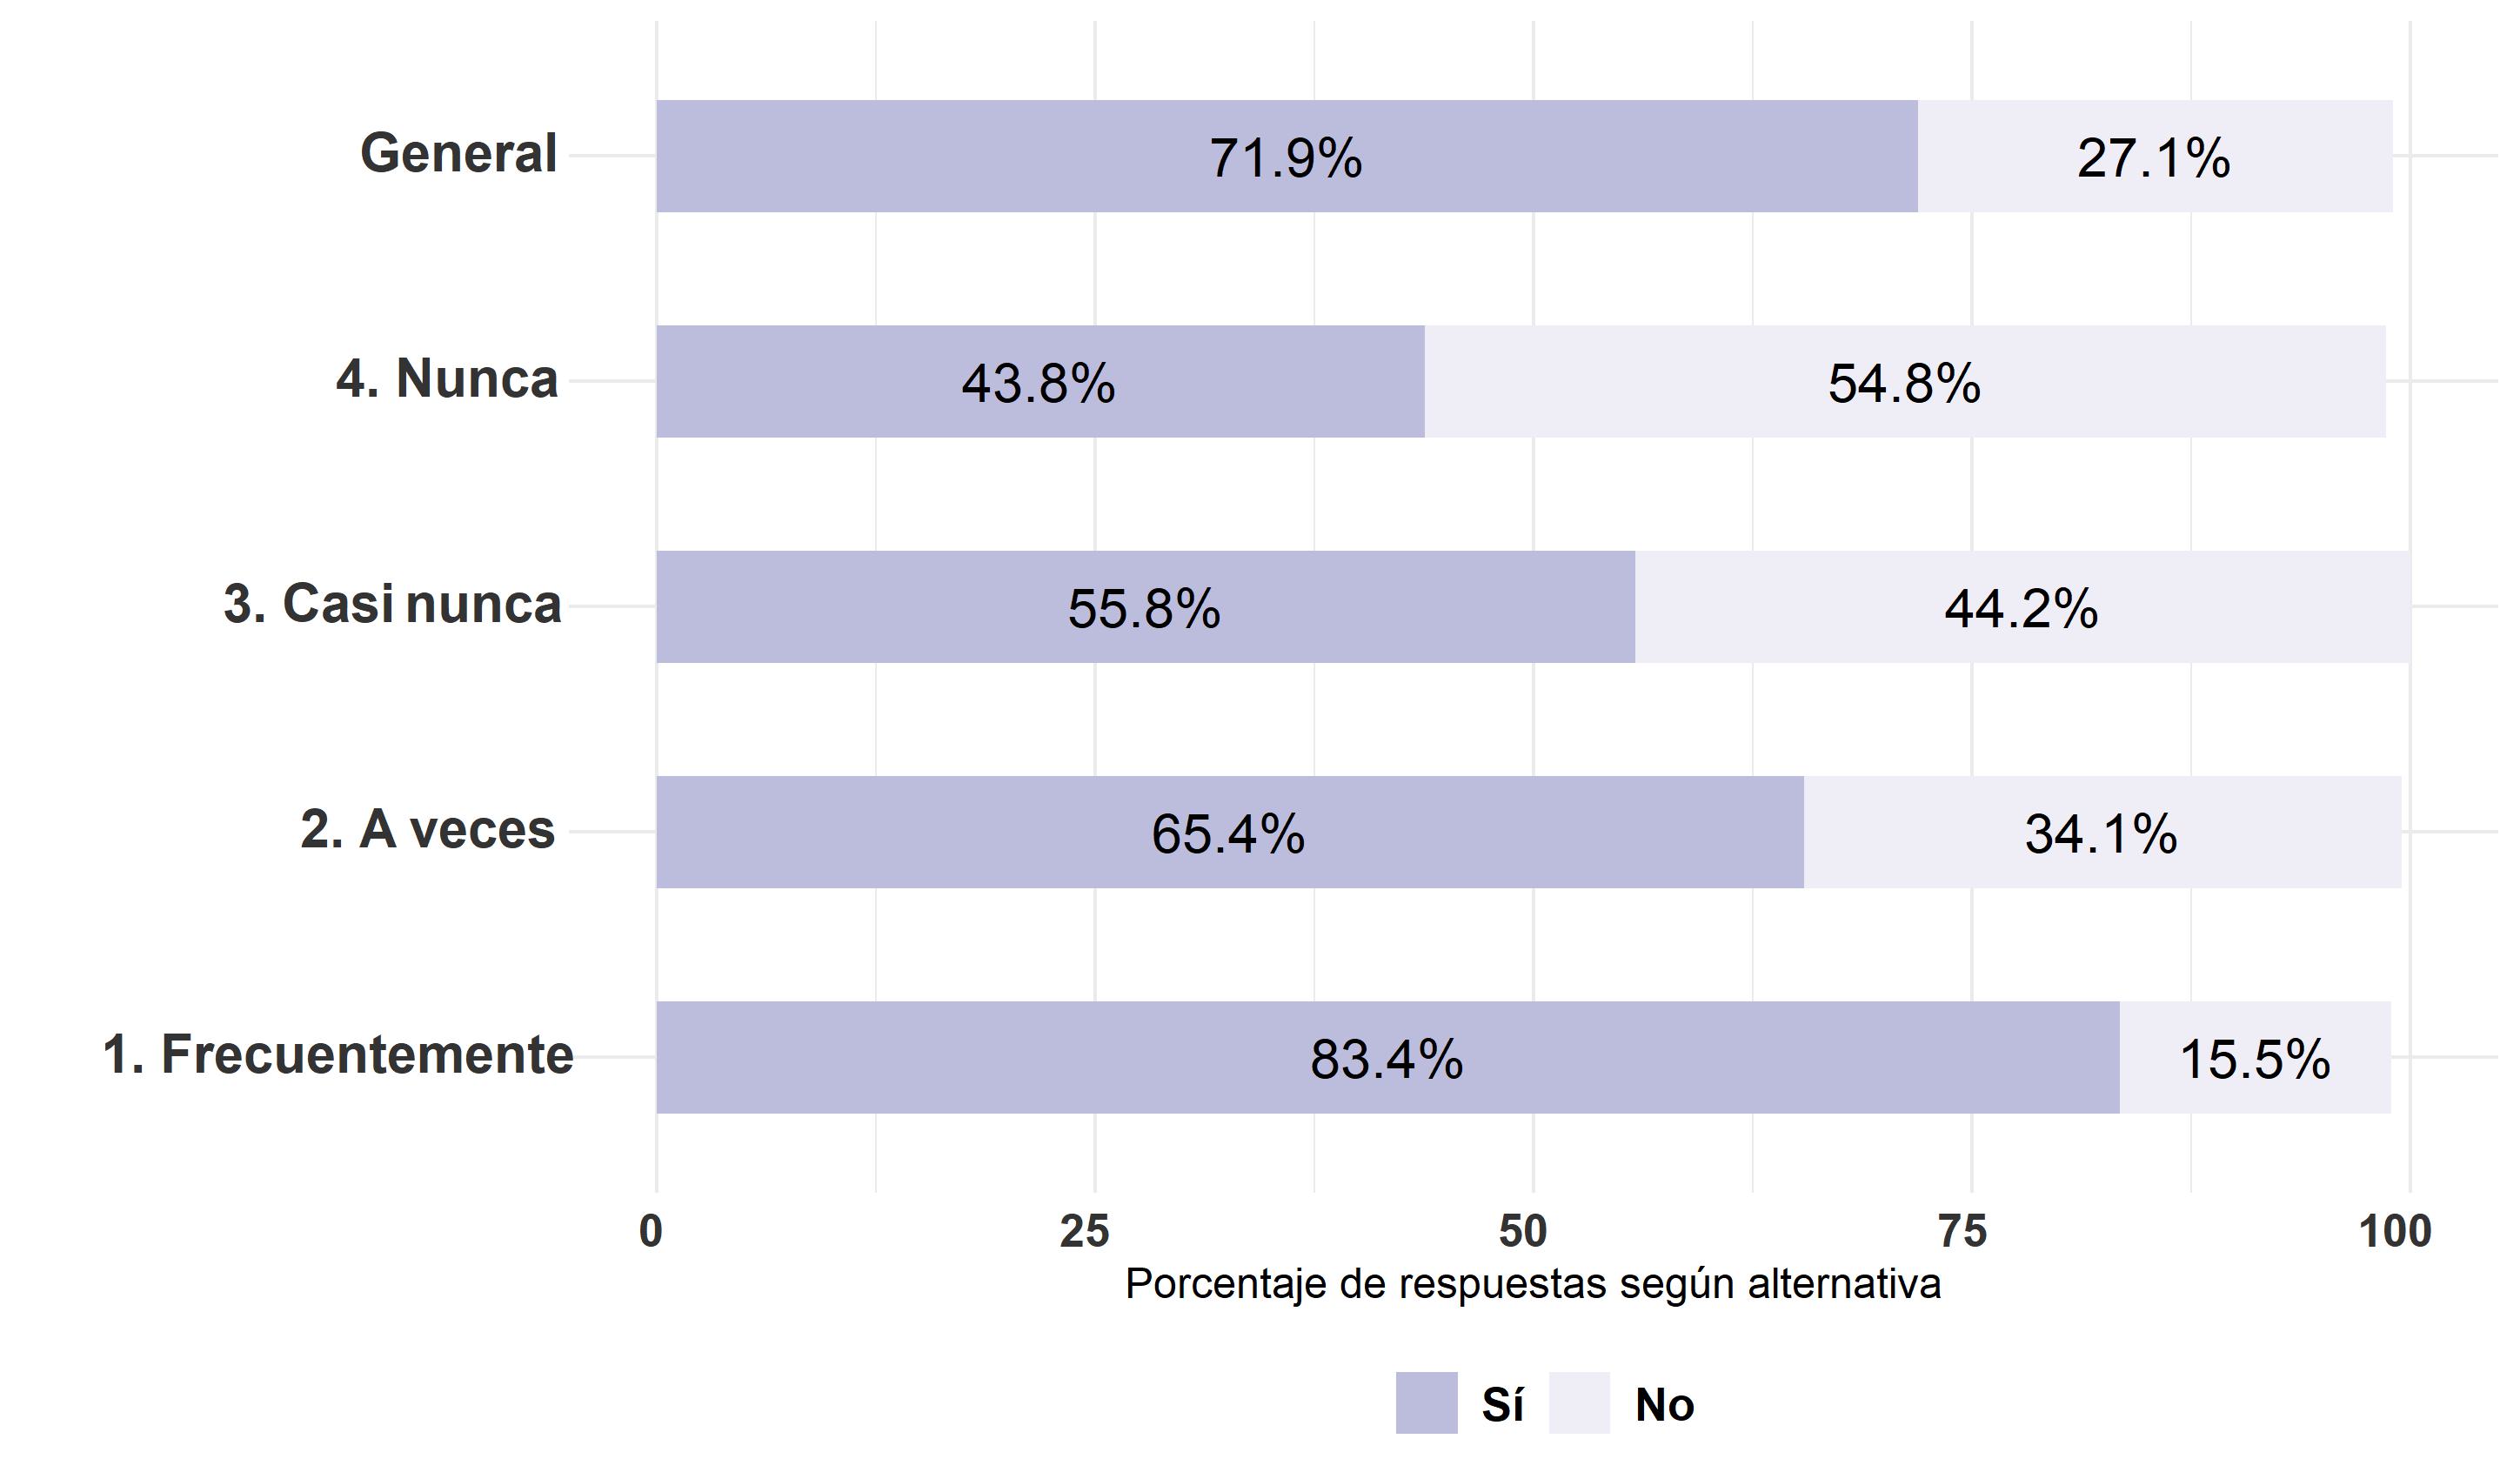 General
71.9%
27.1%
4. Nunca
43.8%
54.8%
3. Casi nunca
55.8%
44.2%
2. A veces
65.4%
34.1%
1. Frecuentemente
83.4%
15.5%
0
25
50
75
100
Porcentaje de respuestas según alternativa
Sí
No